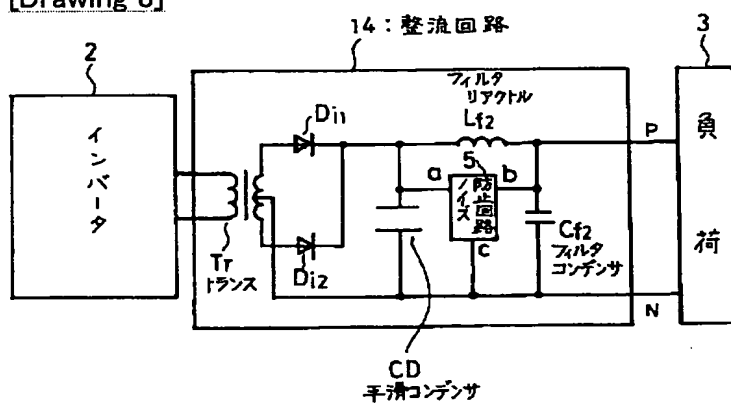 [Drawing 8]
14:整流回路
2
インバータ
Tr
トランス
Di1
Di2
フィルタ
リアクトル
Lf2
5
a
b
c
ノイズ
防止回路
CD
平滑コンデンサ
Cf2
フィルタ
コンデンサ
P
N
3
負荷